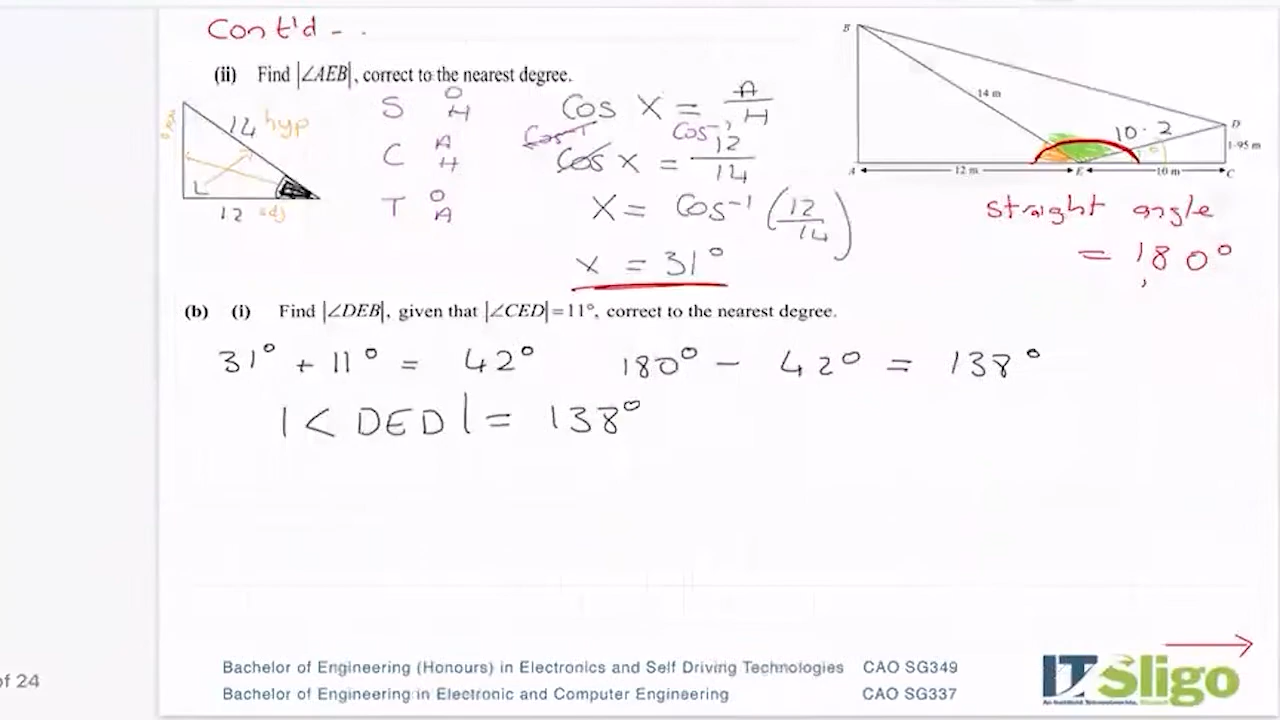 Cont'd - . .
(ii) Find |∠AEB|, correct to the nearest degree.
14 hyp
12 adj
S O H
C A H
T O A
Cos X = A/H
Cos⁻¹ Cos⁻¹
Cos x = 12/14
X = Cos⁻¹ (12/14)
x = 31°
B
14 m
10.2
D
1·95 m
A 12 m E 10 m C
straight angle
= 180°
(b) (i) Find |∠DEB|, given that |∠CED| = 11°, correct to the nearest degree.
31° + 11° = 42° 180° - 42° = 138°
|< DED| = 138°
of 24
Bachelor of Engineering (Honours) in Electronics and Self Driving Technologies CAO SG349
Bachelor of Engineering in Electronic and Computer Engineering CAO SG337
IT Sligo